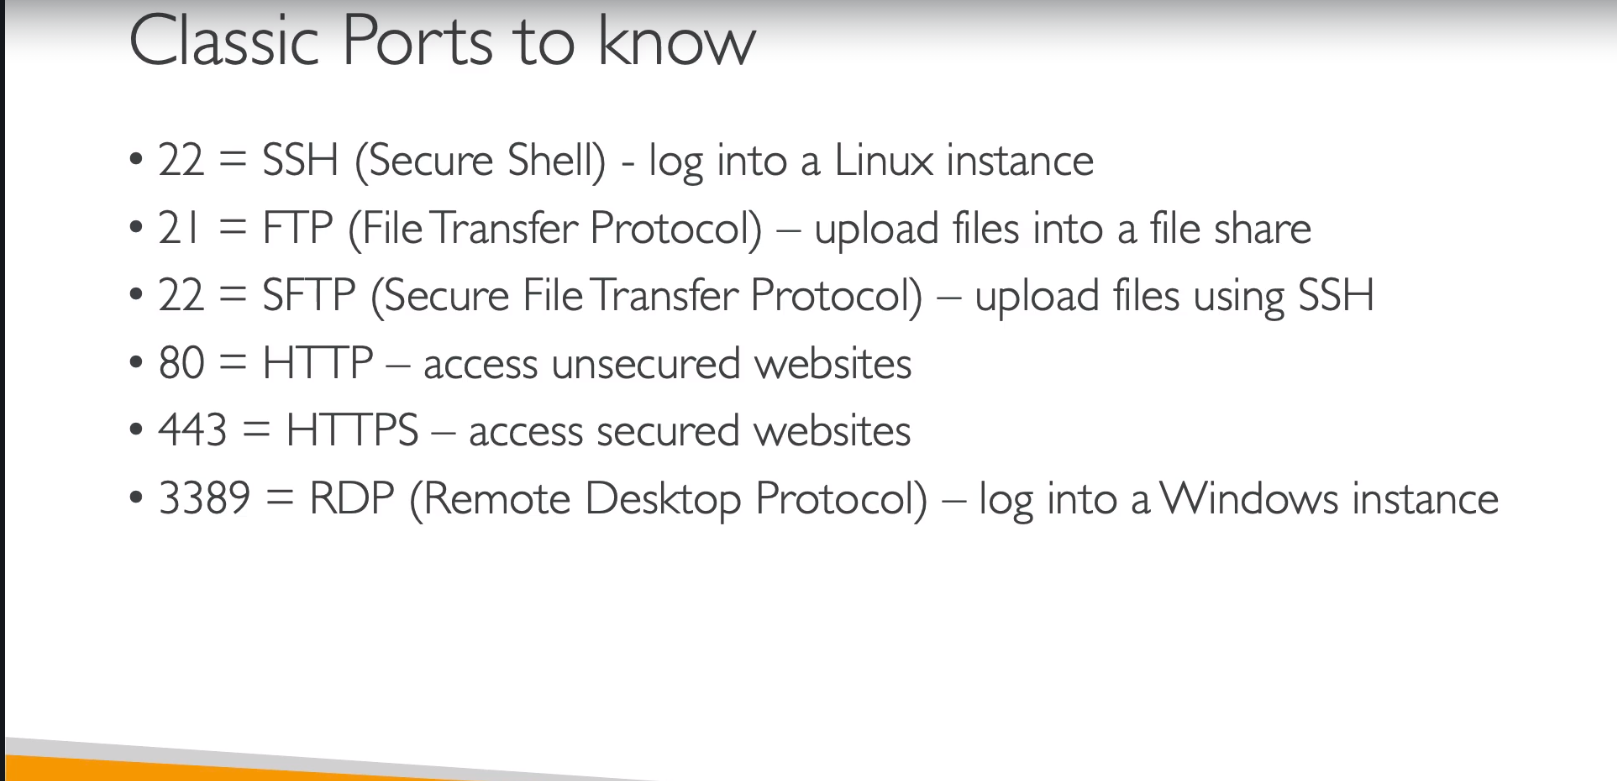 Classic Ports to know
• 22 = SSH (Secure Shell) - log into a Linux instance
• 21 = FTP (File Transfer Protocol) – upload files into a file share
• 22 = SFTP (Secure File Transfer Protocol) – upload files using SSH
• 80 = HTTP – access unsecured websites
• 443 = HTTPS – access secured websites
• 3389 = RDP (Remote Desktop Protocol) – log into a Windows instance